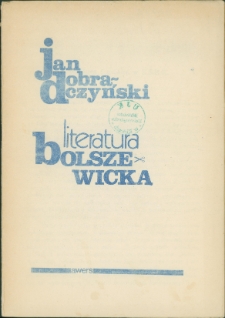 jan
dobra-
czyński
literatura
bOLSZE-
WICKA